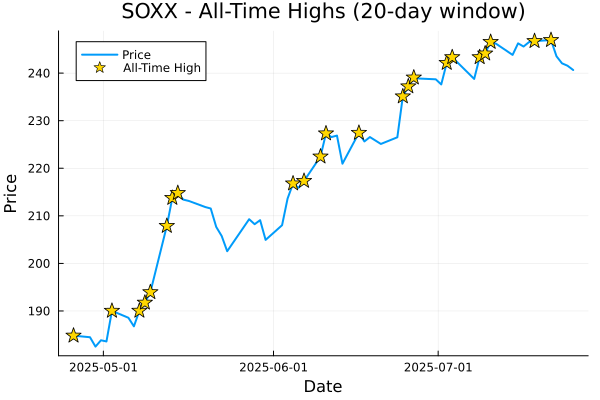 SOXX - All-Time Highs (20-day window)
Price
All-Time High
240
230
220
210
200
190
Price
2025-05-01
2025-06-01
2025-07-01
Date